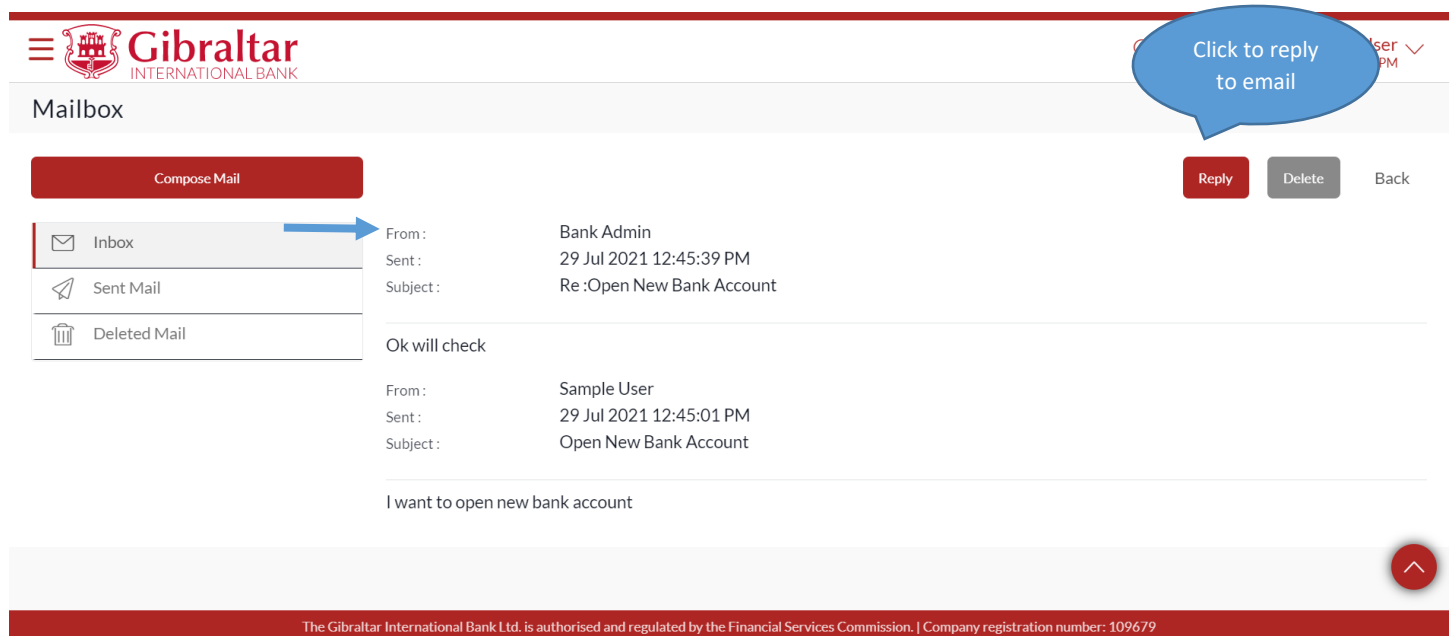 Gibraltar
INTERNATIONAL BANK
Click to reply
to email
PM
Mailbox
Compose Mail
Reply
Delete
Back
Inbox
Sent Mail
Deleted Mail
From :
Bank Admin
Sent :
29 Jul 2021 12:45:39 PM
Subject :
Re :Open New Bank Account
Ok will check
From :
Sample User
Sent :
29 Jul 2021 12:45:01 PM
Subject :
Open New Bank Account
I want to open new bank account
The Gibraltar International Bank Ltd. is authorised and regulated by the Financial Services Commission. | Company registration number: 109679